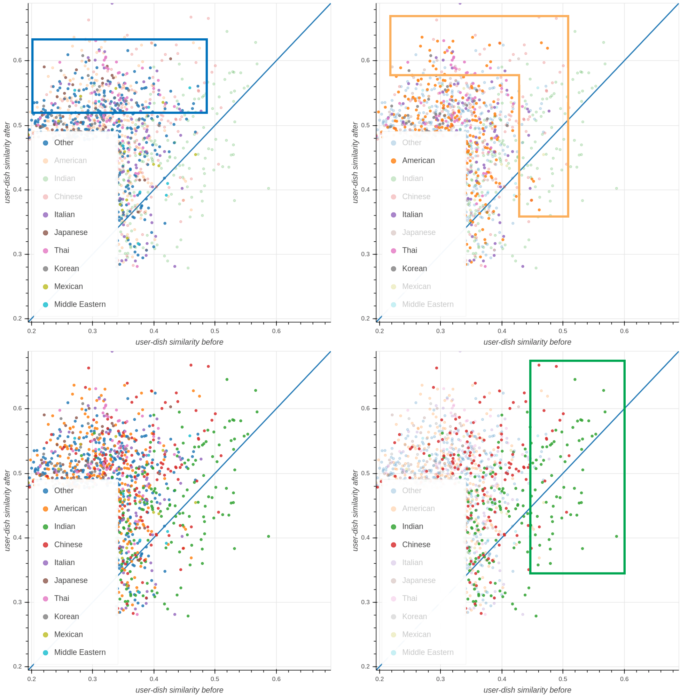 0.6
0.5
0.4
0.3
0.2
user-dish similarity after
Other
American
Indian
Chinese
Italian
Japanese
Thai
Korean
Mexican
Middle Eastern
0.2 0.3 0.4 0.5 0.6
user-dish similarity before
0.6
0.5
0.4
0.3
0.2
user-dish similarity after
Other
American
Indian
Chinese
Italian
Japanese
Thai
Korean
Mexican
Middle Eastern
0.2 0.3 0.4 0.5 0.6
user-dish similarity before
0.6
0.5
0.4
0.3
0.2
user-dish similarity after
Other
American
Indian
Chinese
Italian
Japanese
Thai
Korean
Mexican
Middle Eastern
0.2 0.3 0.4 0.5 0.6
user-dish similarity before
0.6
0.5
0.4
0.3
0.2
user-dish similarity after
Other
American
Indian
Chinese
Italian
Japanese
Thai
Korean
Mexican
Middle Eastern
0.2 0.3 0.4 0.5 0.6
user-dish similarity before